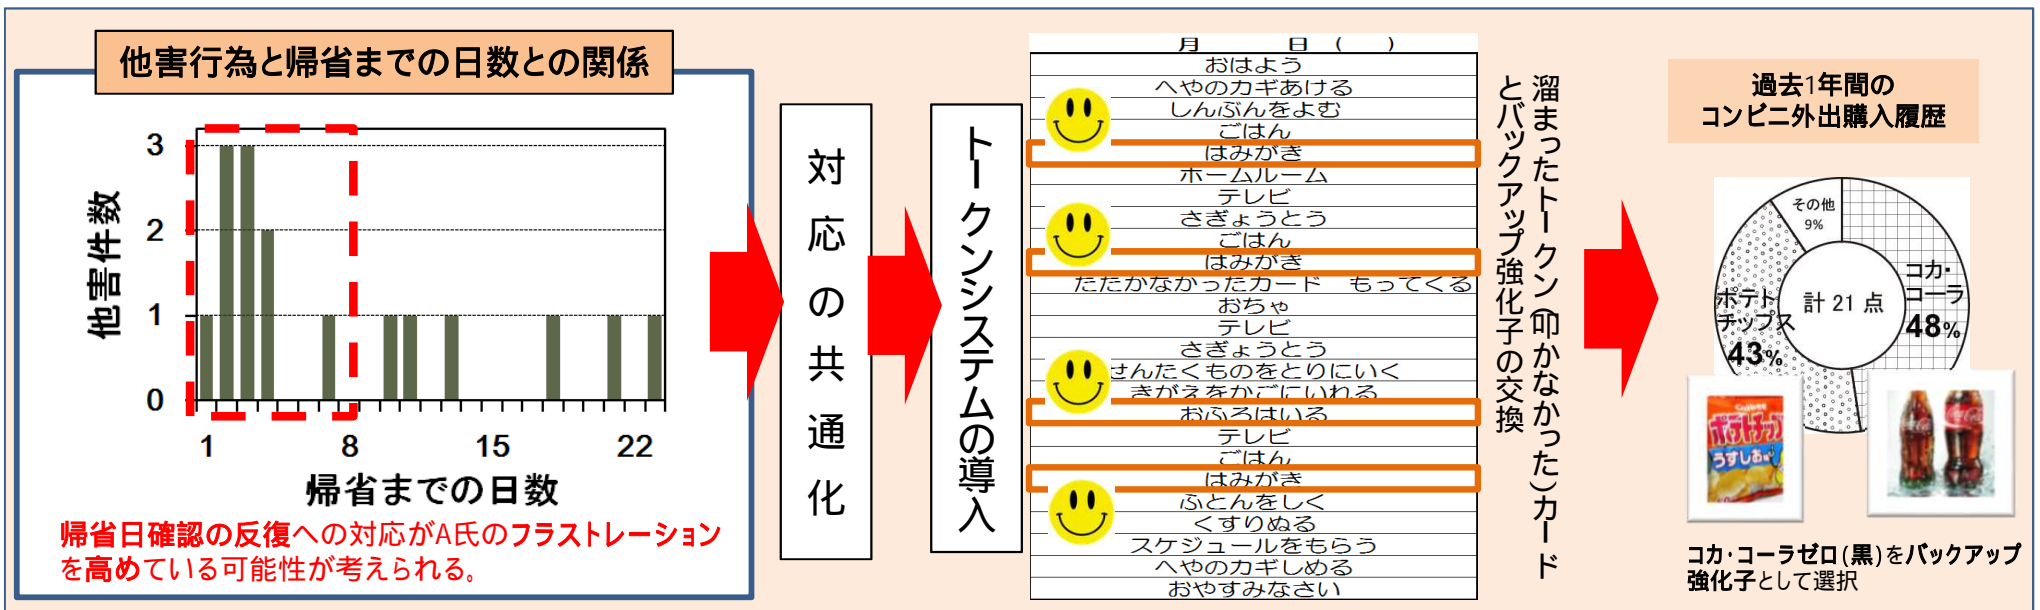 他害行為と帰省までの日数との関係
他害件数
3
2
1
0
1
8
15
22
帰省までの日数
帰省日確認の反復への対応がA氏のフラストレーション
を高めている可能性が考えられる。
対応の共通化
トークンシステムの導入
月 日 ( )
おはよう
へやのカギあける
しんぶんをよむ
ごはん
はみがき
ホームルーム
テレビ
さぎょうとう
ごはん
はみがき
たたかなかったカード もってくる
おちゃ
テレビ
さぎょうとう
せんたくものをとりにいく
きがえをかごにいれる
おふろはいる
テレビ
ごはん
はみがき
ふとんをしく
くすりぬる
スケジュールをもらう
へやのカギしめる
おやすみなさい
溜まったトークン(叩かなかった)カード
とバックアップ強化子の交換
過去1年間の
コンビニ外出購入履歴
その他
9%
コカ・
コーラ
48%
計 21 点
ポテト
チップス
43%
Calbee
ポテトチップス
うすしお味
コカ・コーラゼロ(黒)をバックアップ
強化子として選択